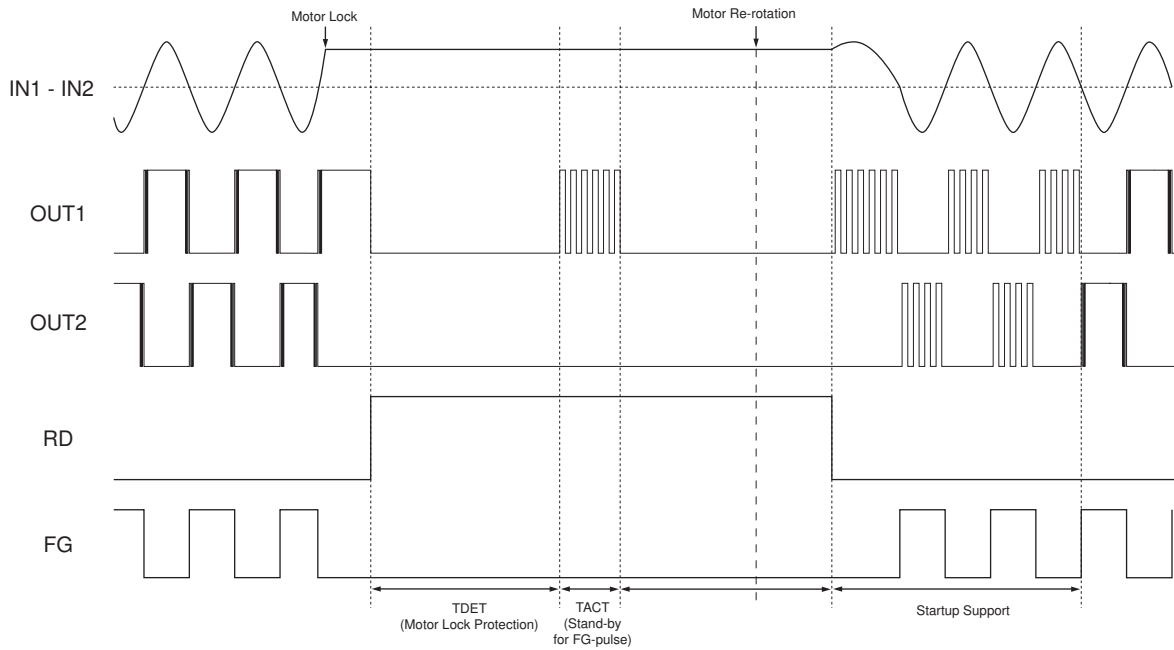 Motor Lock
Motor Re-rotation
IN1 - IN2
OUT1
OUT2
RD
FG
TDET
(Motor Lock Protection)
TACT
(Stand-by
for FG-pulse)
Startup Support